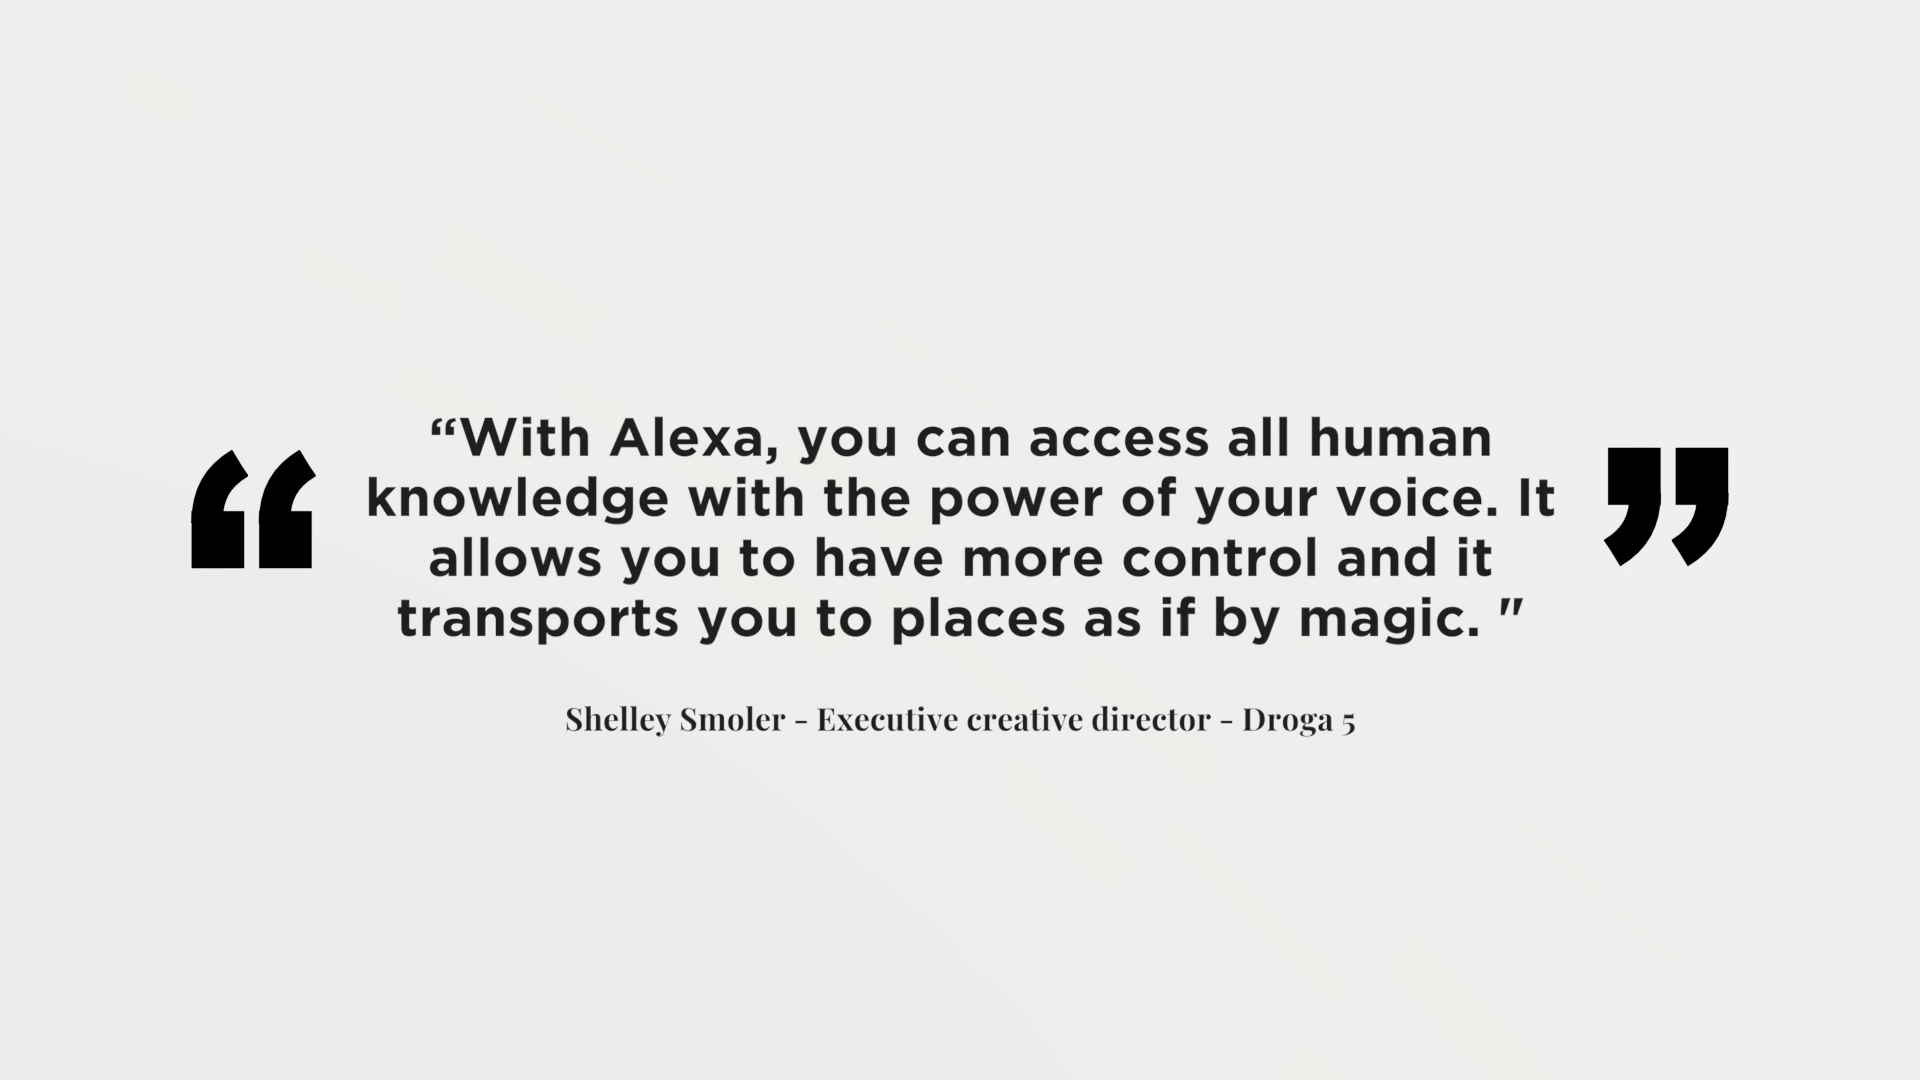 “With Alexa, you can access all human
knowledge with the power of your voice. It
allows you to have more control and it
transports you to places as if by magic. "
Shelley Smoler - Executive creative director - Droga 5